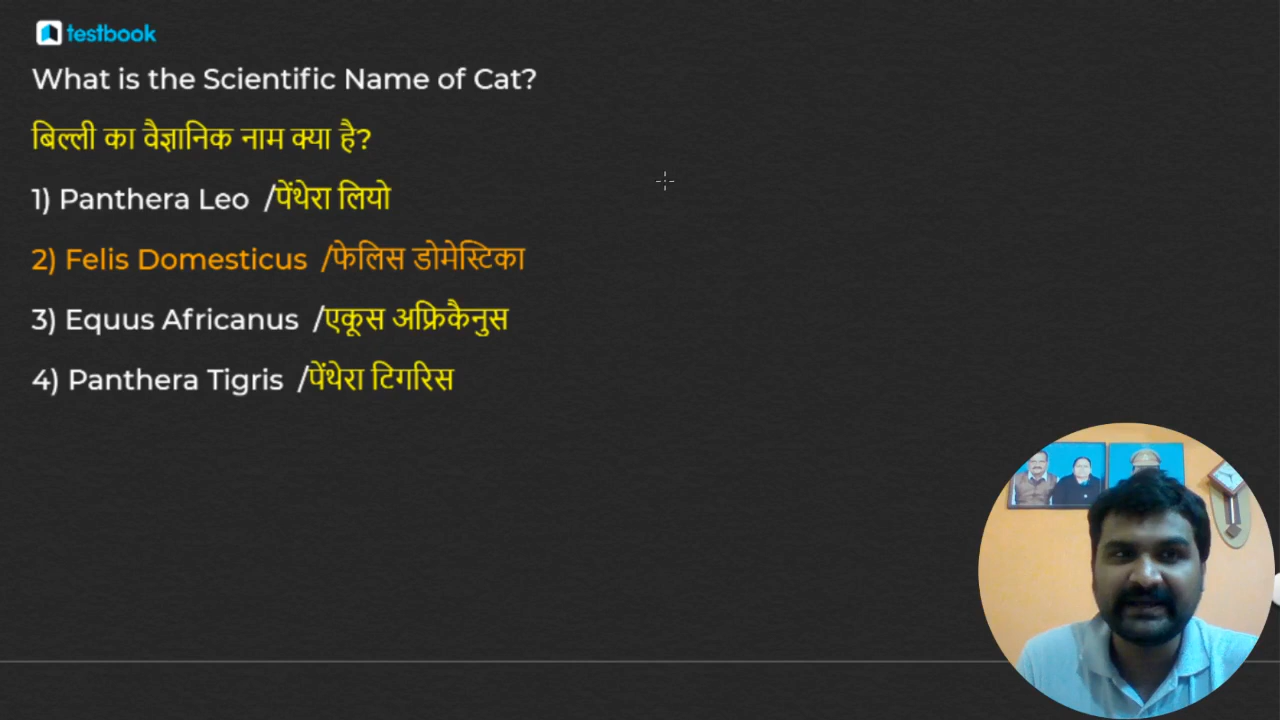 testbook
What is the Scientific Name of Cat?
बिल्ली का वैज्ञानिक नाम क्या है?
1) Panthera Leo /पेंथेरा लियो
2) Felis Domesticus /फेलिस डोमेस्टिका
3) Equus Africanus /एकूस अफ्रिकैनुस
4) Panthera Tigris /पेंथेरा टिगरिस